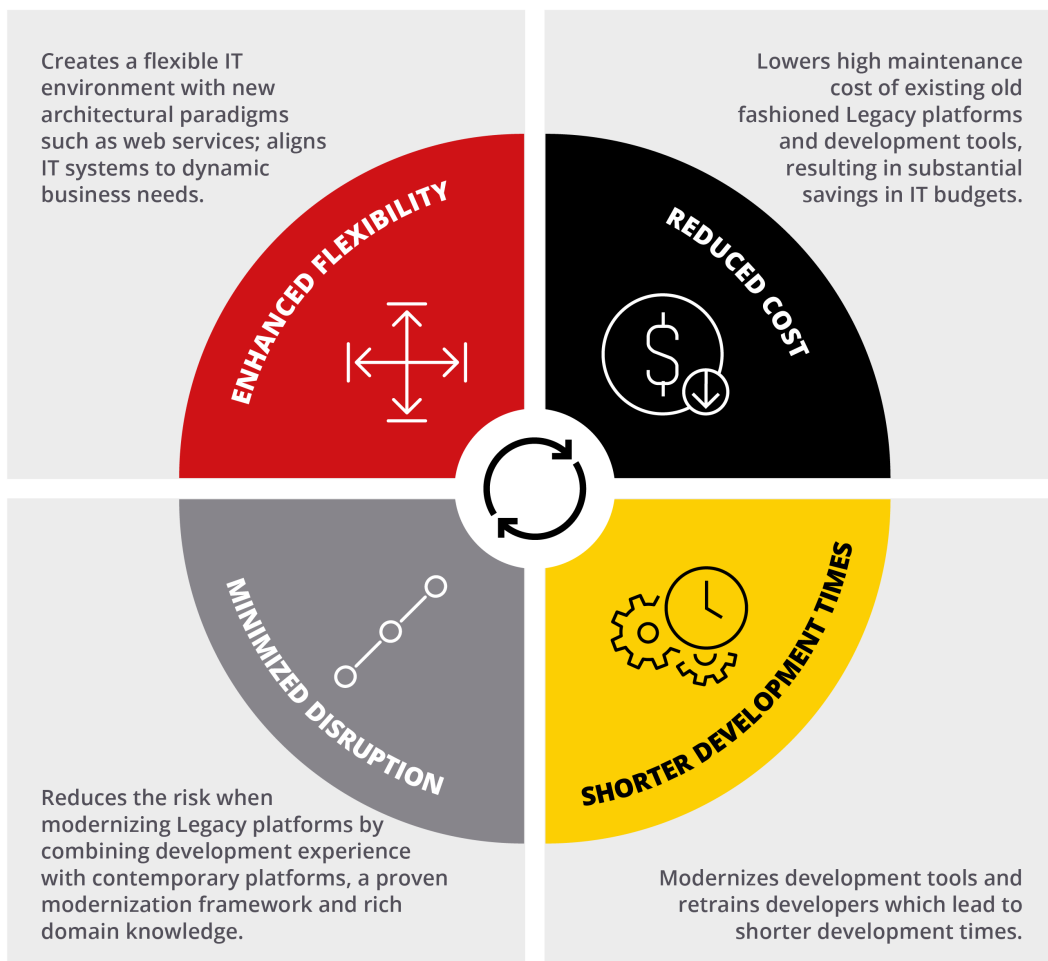 Creates a flexible IT
environment with new
architectural paradigms
such as web services; aligns
IT systems to dynamic
business needs.
ENHANCED FLEXIBILITY
Lowers high maintenance
cost of existing old
fashioned Legacy platforms
and development tools,
resulting in substantial
savings in IT budgets.
REDUCED COST
$
MINIMIZED DISRUPTION
Reduces the risk when
modernizing Legacy platforms by
combining development experience
with contemporary platforms, a proven
modernization framework and rich
domain knowledge.
SHORTER DEVELOPMENT TIMES
Modernizes development tools and
retrains developers which lead to
shorter development times.